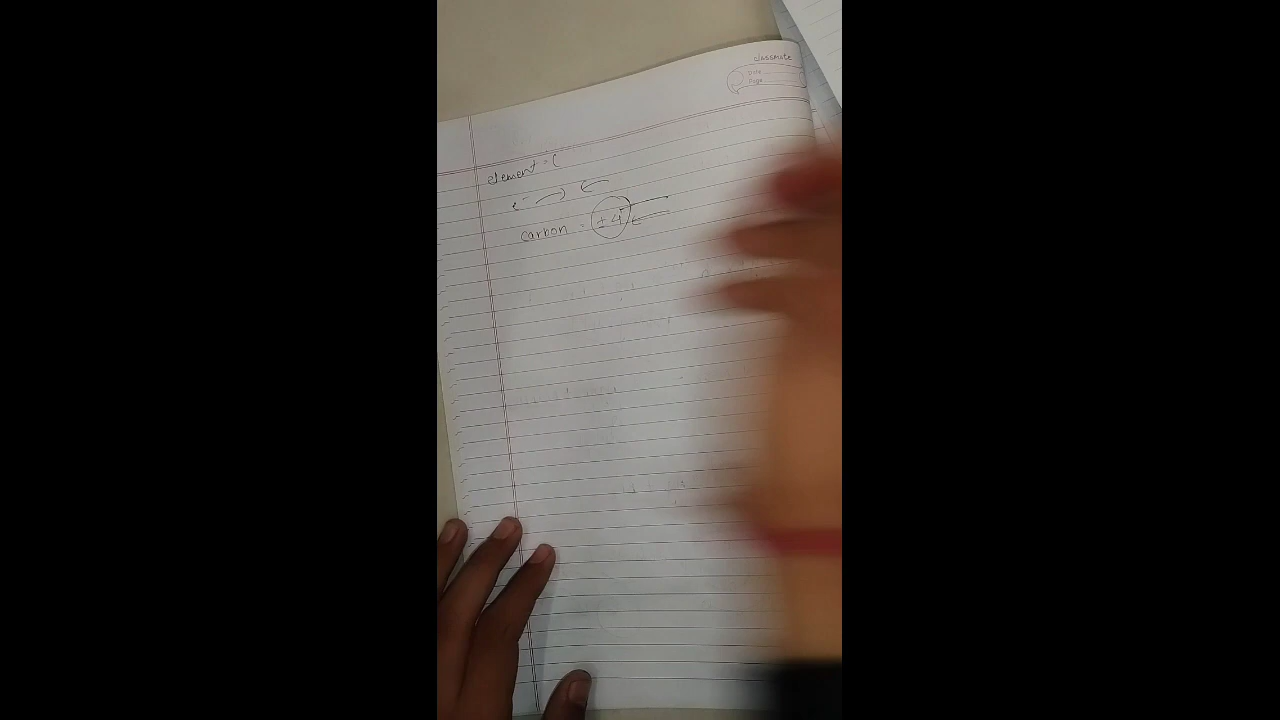 classmate
Date
Page
element = C
e⁻
carbon = ±4